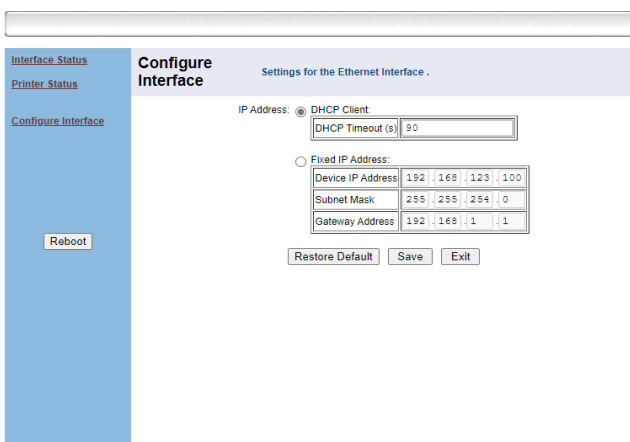 Interface Status
Printer Status
Configure Interface
Reboot
Configure
Interface
Settings for the Ethernet Interface .
IP Address: DHCP Client:
DHCP Timeout (s) 90
Fixed IP Address:
Device IP Address 192 . 168 . 123 . 100
Subnet Mask 255 . 255 . 254 . 0
Gateway Address 192 . 168 . 1 . 1
Restore Default Save Exit